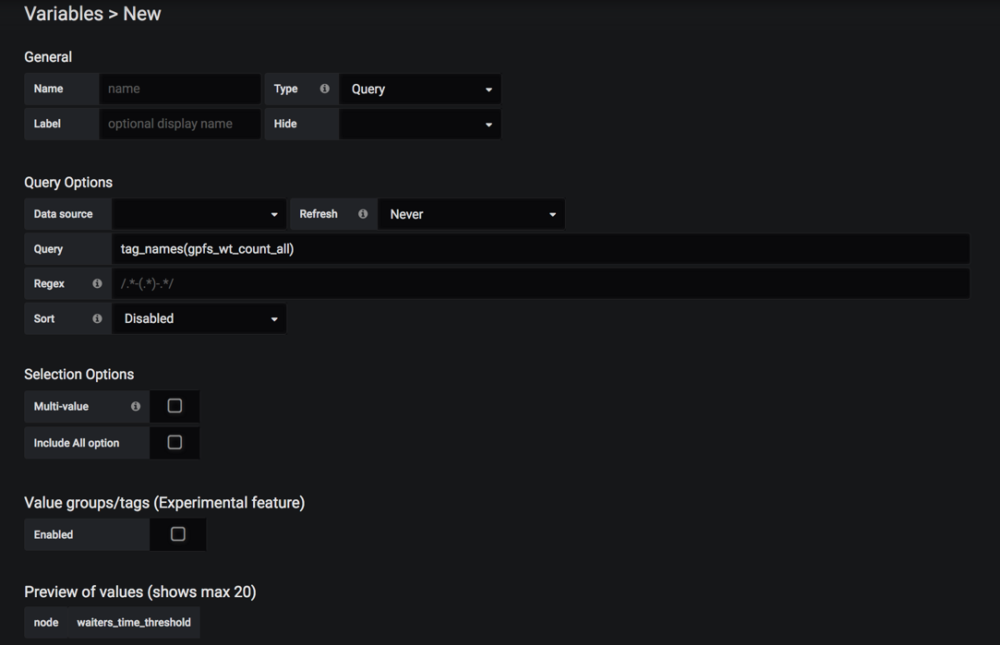 Variables > New
General
Name name Type Query
Label optional display name Hide
Query Options
Data source Refresh Never
Query tag_names(gpfs_wt_count_all)
Regex /.*-(.*)-.*/
Sort Disabled
Selection Options
Multi-value
Include All option
Value groups/tags (Experimental feature)
Enabled
Preview of values (shows max 20)
node waiters_time_threshold